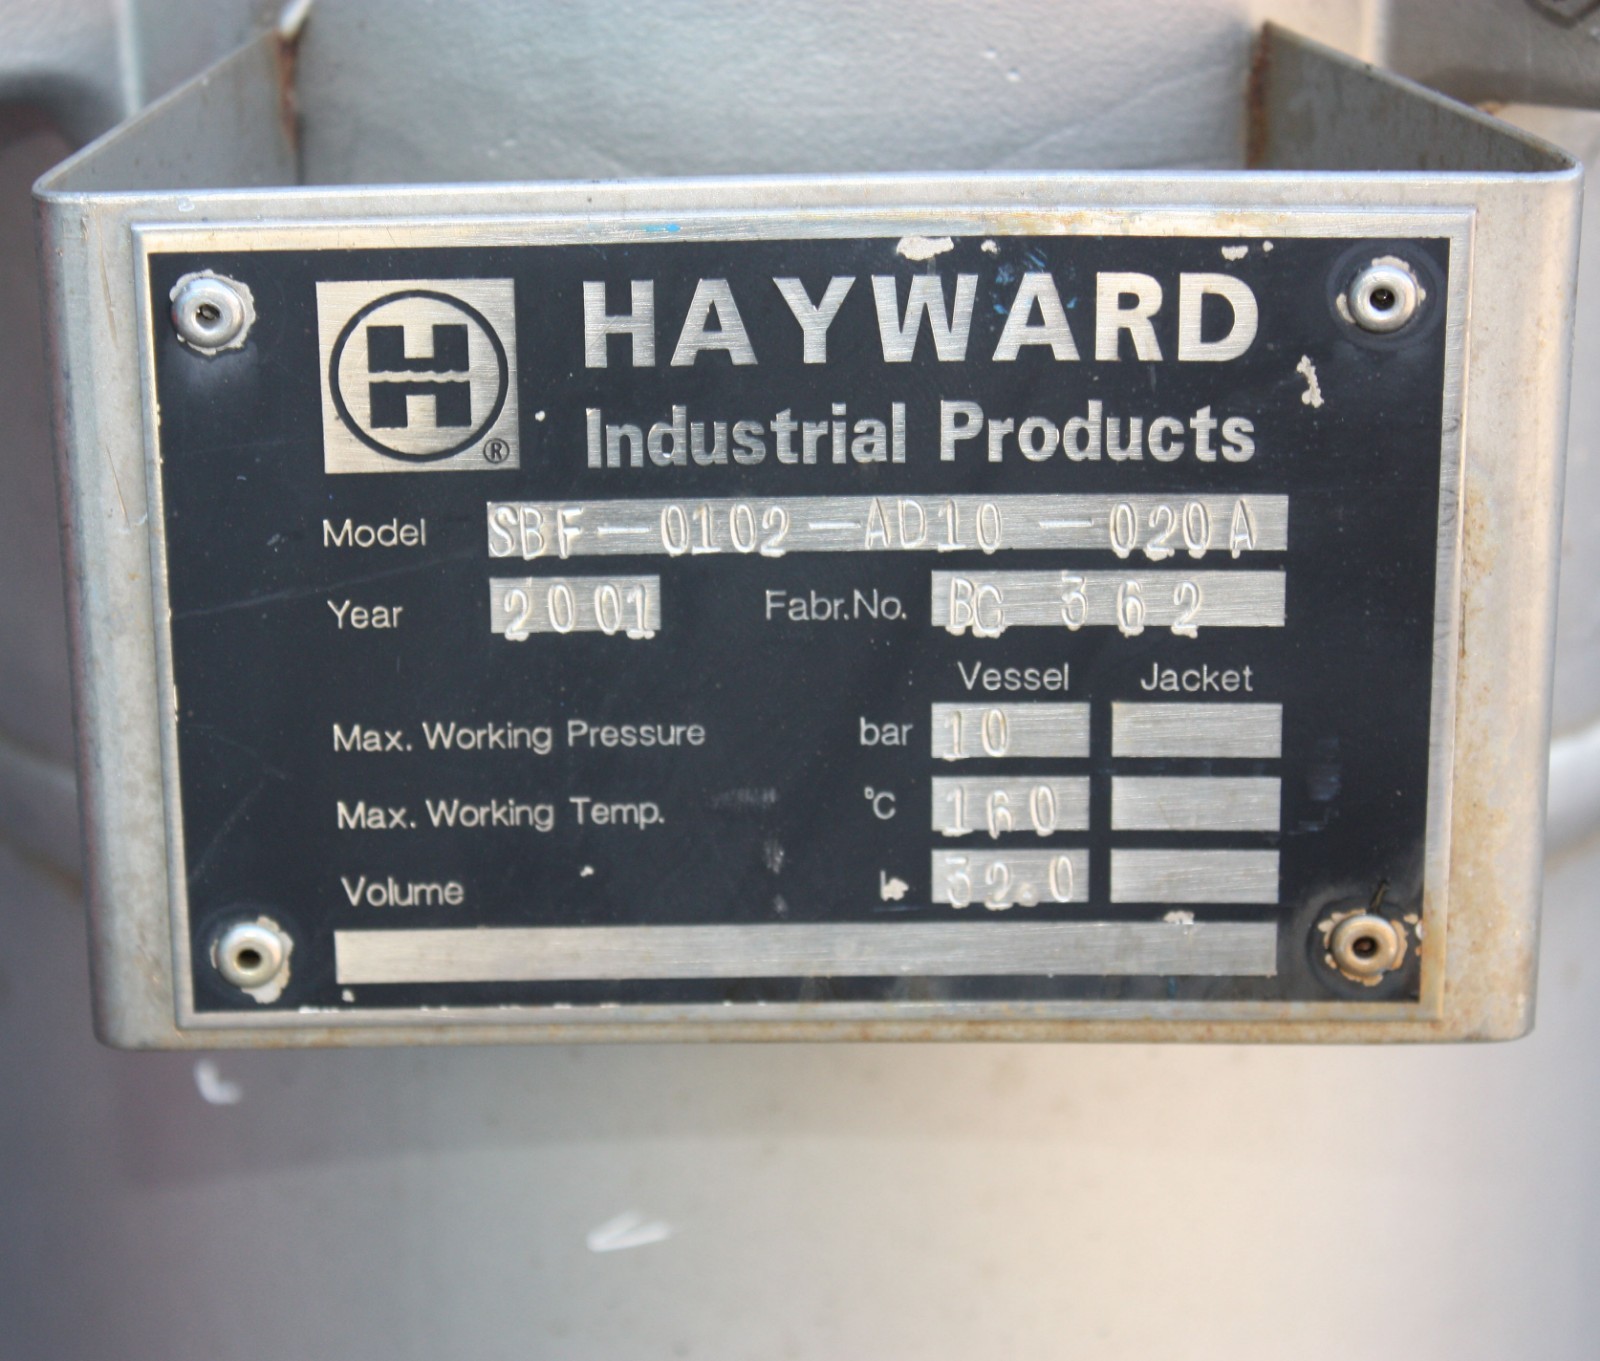 H ®
HAYWARD
Industrial Products
Model SBF-0102-AD10-020A
Year 2001 Fabr.No. BG 362
Vessel Jacket
Max. Working Pressure bar 10
Max. Working Temp. °C 160
Volume 32.0